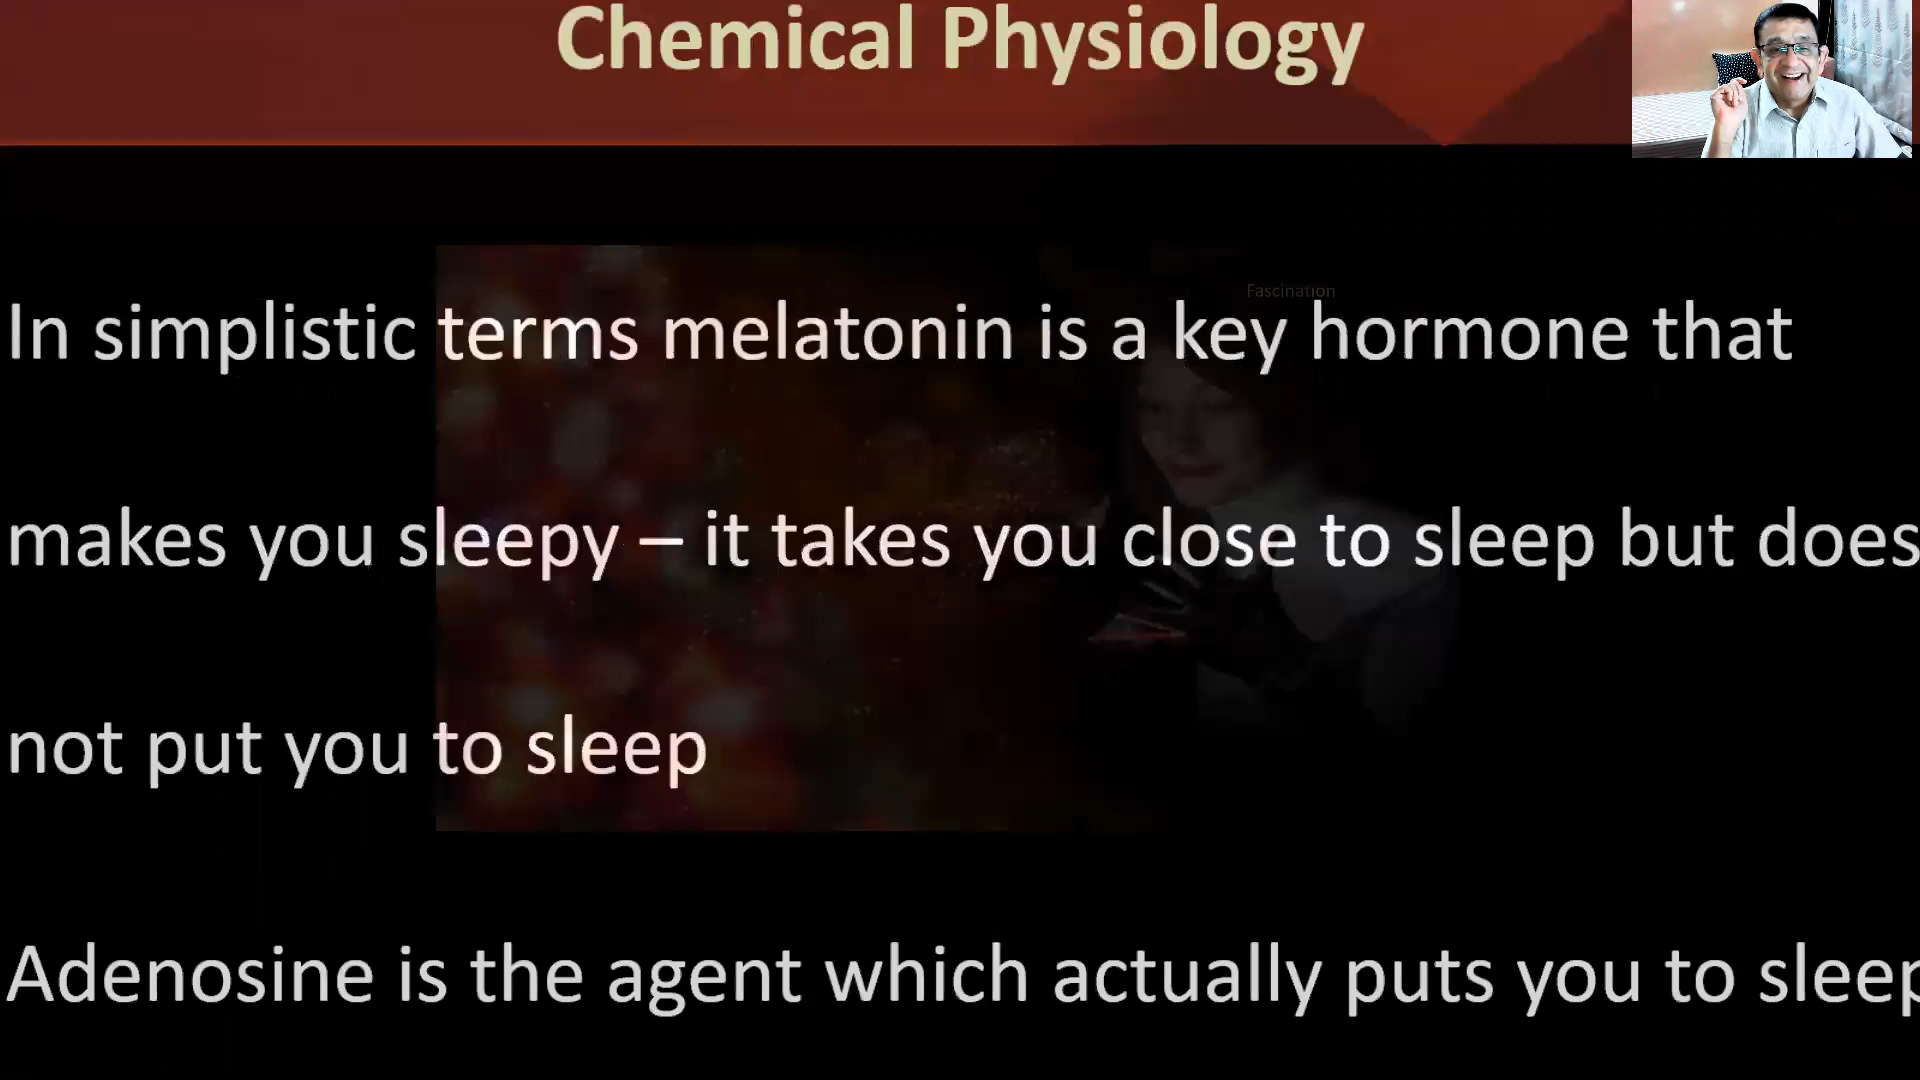 Chemical Physiology
Fascination
In simplistic terms melatonin is a key hormone that
makes you sleepy – it takes you close to sleep but does
not put you to sleep
Adenosine is the agent which actually puts you to sleep